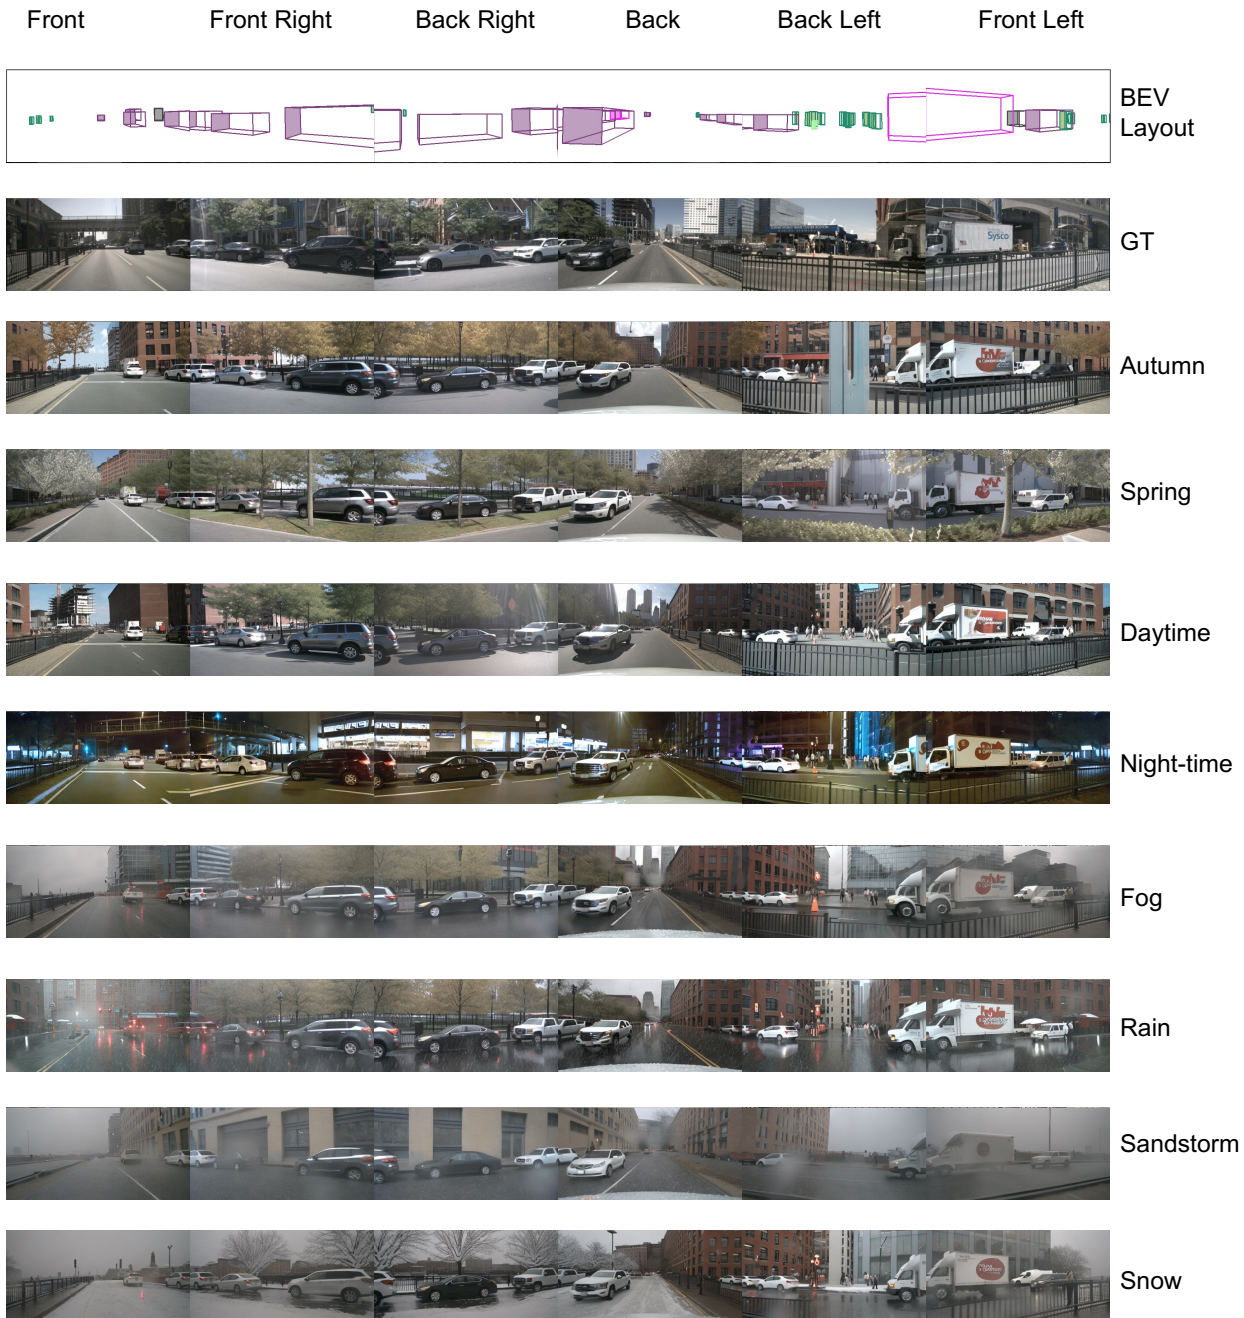 Front Front Right Back Right Back Back Left Front Left
BEV
Layout
GT
Sysco
Autumn
Spring
Daytime
Night-time
Fog
Rain
Sandstorm
Snow